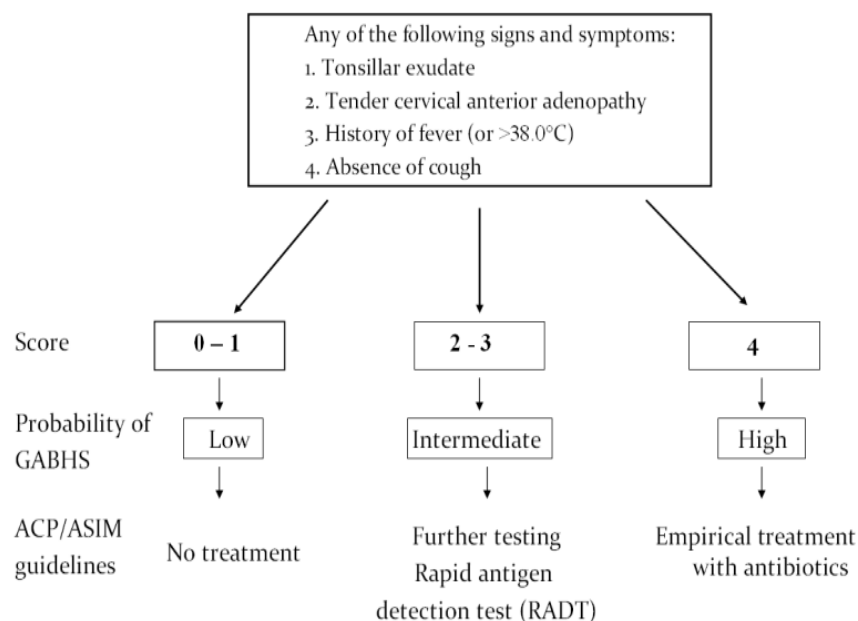 Any of the following signs and symptoms:
1. Tonsillar exudate
2. Tender cervical anterior adenopathy
3. History of fever (or >38.0°C)
4. Absence of cough
Score
0 – 1
2 - 3
4
Probability of
GABHS
Low
Intermediate
High
ACP/ASIM
guidelines
No treatment
Further testing
Rapid antigen
detection test (RADT)
Empirical treatment
with antibiotics